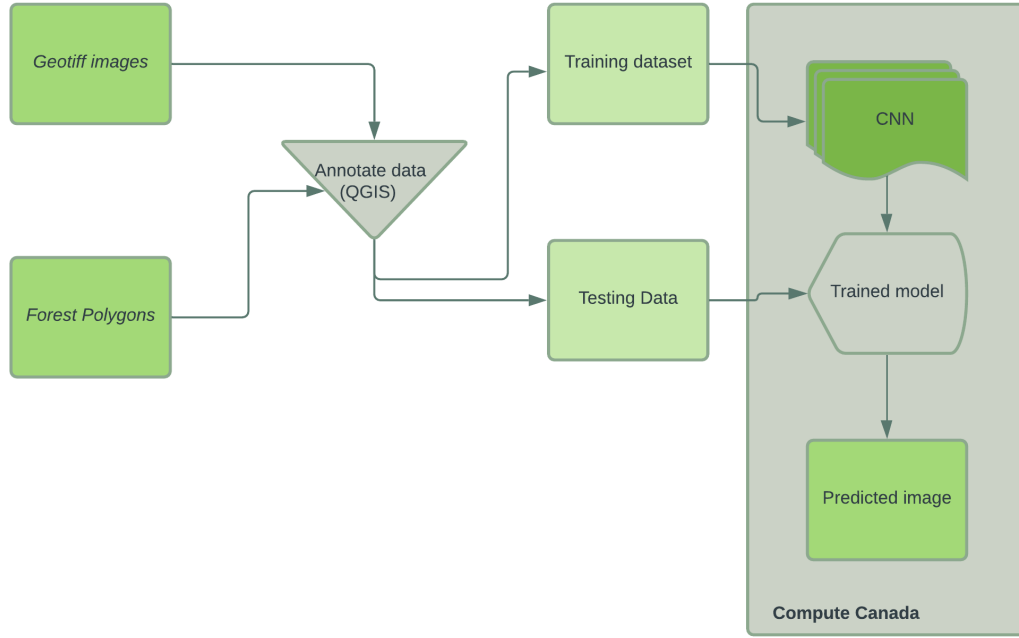 Geotiff images
Training dataset
CNN
Annotate data
(QGIS)
Forest Polygons
Testing Data
Trained model
Predicted image
Compute Canada